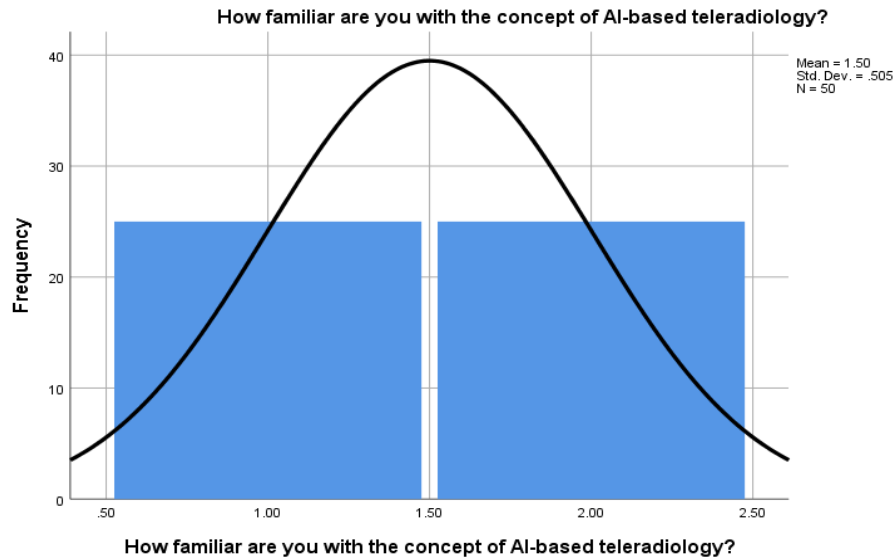 How familiar are you with the concept of AI-based teleradiology?
Mean = 1.50
Std. Dev. = .505
N = 50
Frequency
40
30
20
10
0
.50 1.00 1.50 2.00 2.50
How familiar are you with the concept of AI-based teleradiology?